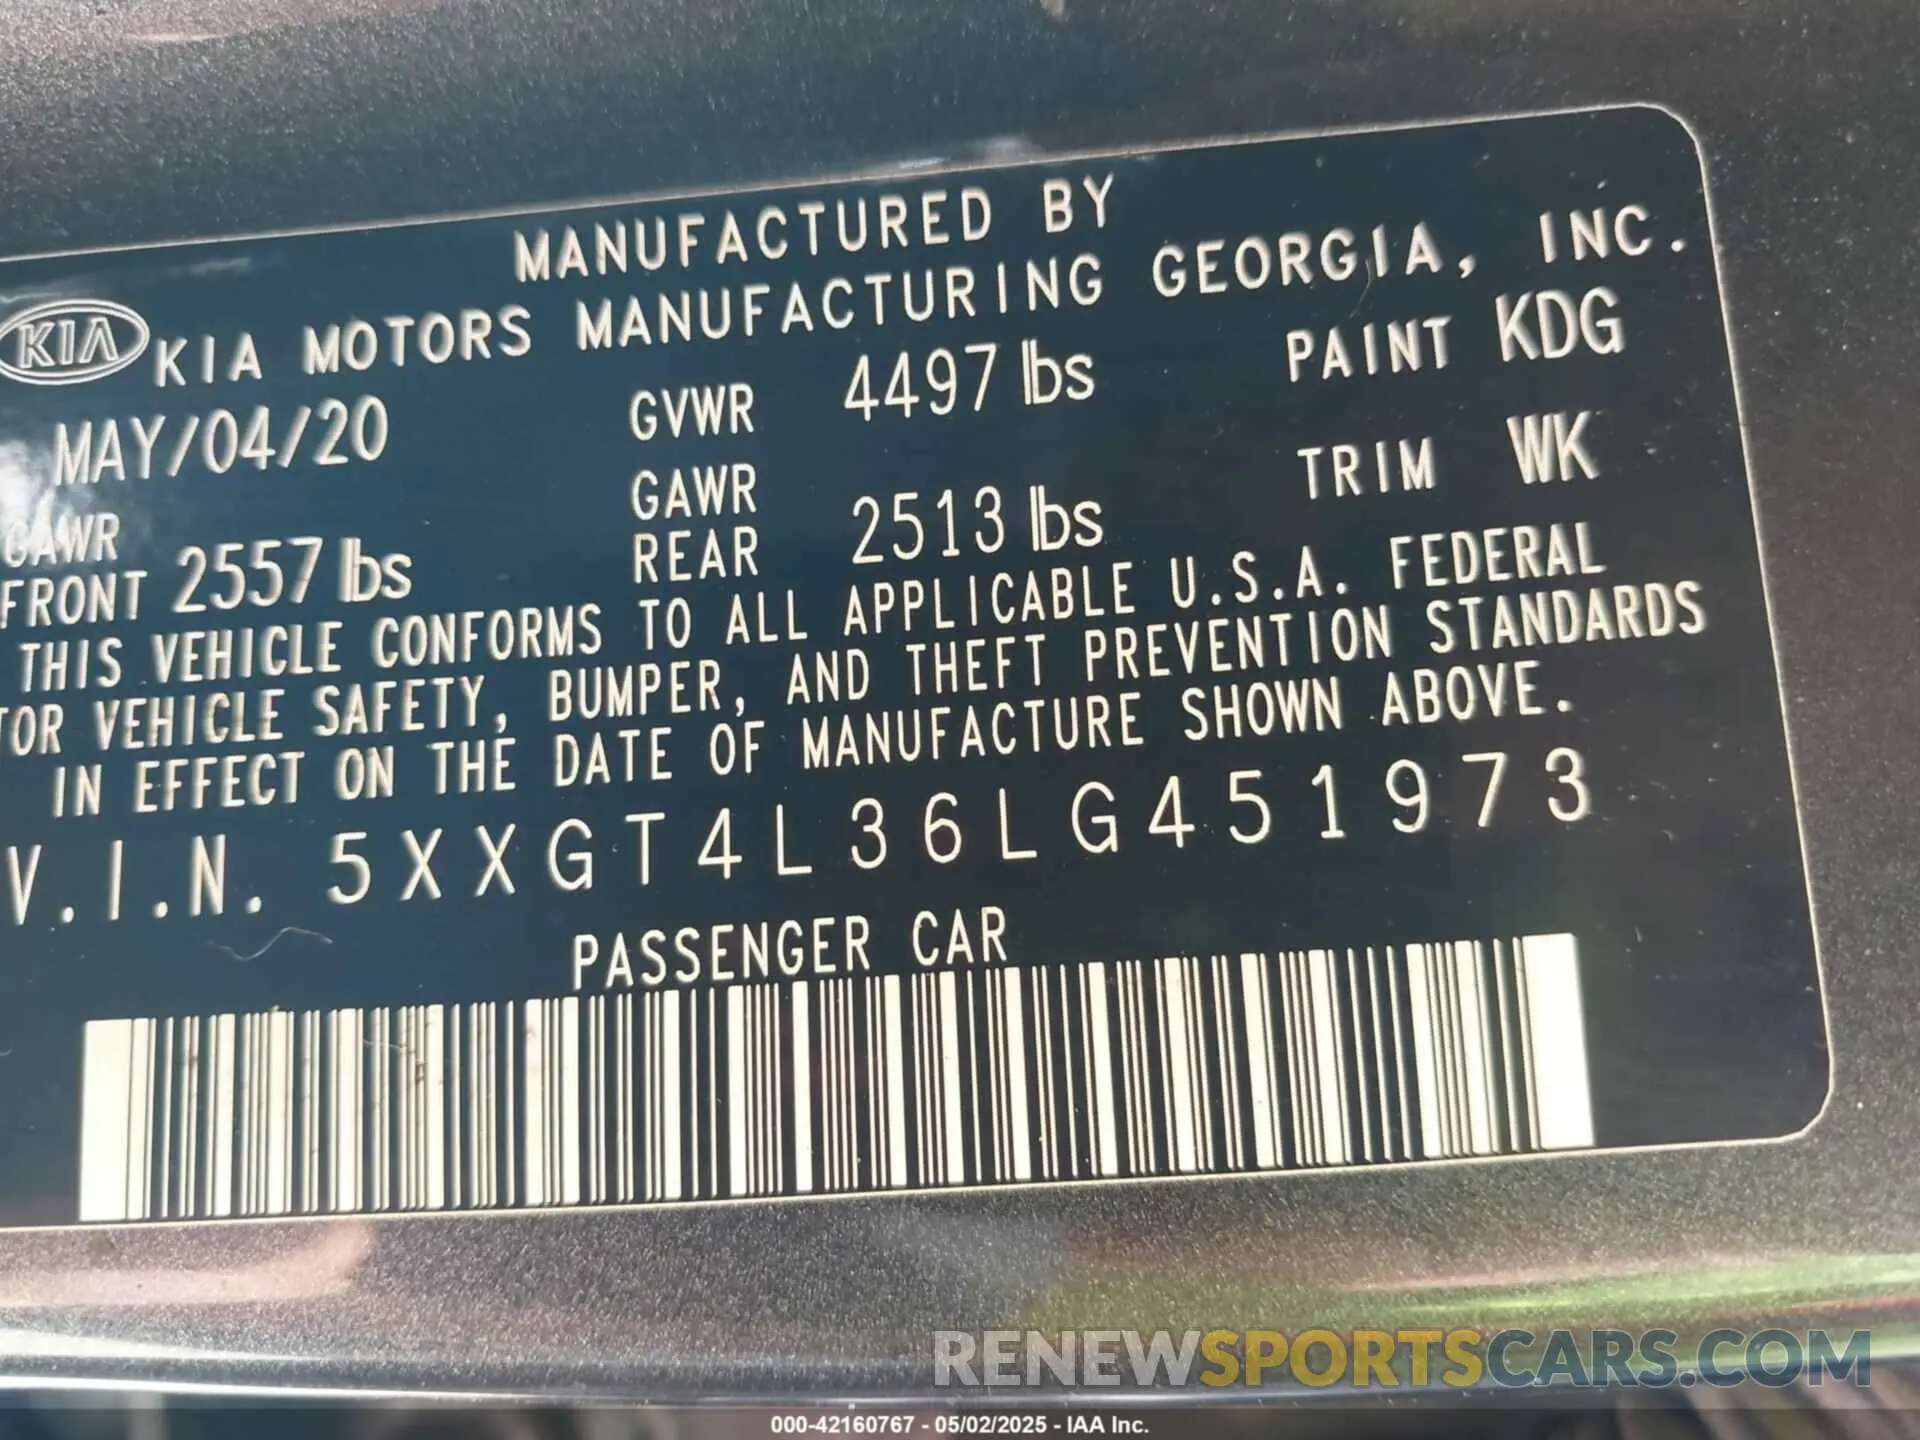 MANUFACTURED BY
KIA KIA MOTORS MANUFACTURING GEORGIA, INC.
MAY/04/20 GVWR 4497 lbs PAINT KDG
GAWR FRONT 2557 lbs GAWR REAR 2513 lbs TRIM WK
THIS VEHICLE CONFORMS TO ALL APPLICABLE U.S.A. FEDERAL
TOR VEHICLE SAFETY, BUMPER, AND THEFT PREVENTION STANDARDS
IN EFFECT ON THE DATE OF MANUFACTURE SHOWN ABOVE.
V.I.N. 5XXGT4L36LG451973
PASSENGER CAR
RENEWSPORTSCARS.COM
000-42160767 - 05/02/2025 - IAA Inc.